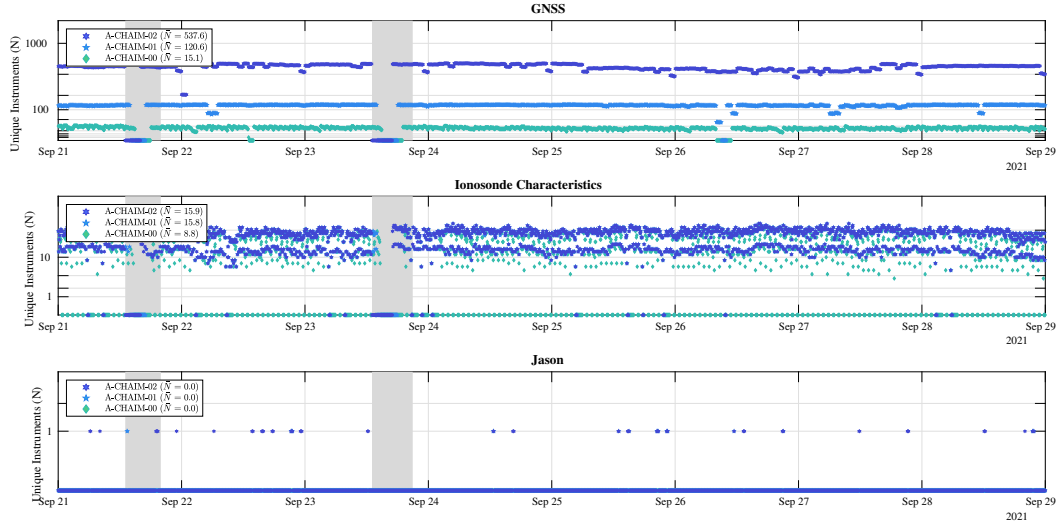 GNSS
Unique Instruments (N)
1000
100
A-CHAIM-02 (N̄ = 537.6)
A-CHAIM-01 (N̄ = 120.6)
A-CHAIM-00 (N̄ = 15.1)
Sep 21 Sep 22 Sep 23 Sep 24 Sep 25 Sep 26 Sep 27 Sep 28 Sep 29
2021
Ionosonde Characteristics
Unique Instruments (N)
10
1
A-CHAIM-02 (N̄ = 15.9)
A-CHAIM-01 (N̄ = 15.8)
A-CHAIM-00 (N̄ = 8.8)
Sep 21 Sep 22 Sep 23 Sep 24 Sep 25 Sep 26 Sep 27 Sep 28 Sep 29
2021
Jason
Unique Instruments (N)
1
A-CHAIM-02 (N̄ = 0.0)
A-CHAIM-01 (N̄ = 0.0)
A-CHAIM-00 (N̄ = 0.0)
Sep 21 Sep 22 Sep 23 Sep 24 Sep 25 Sep 26 Sep 27 Sep 28 Sep 29
2021